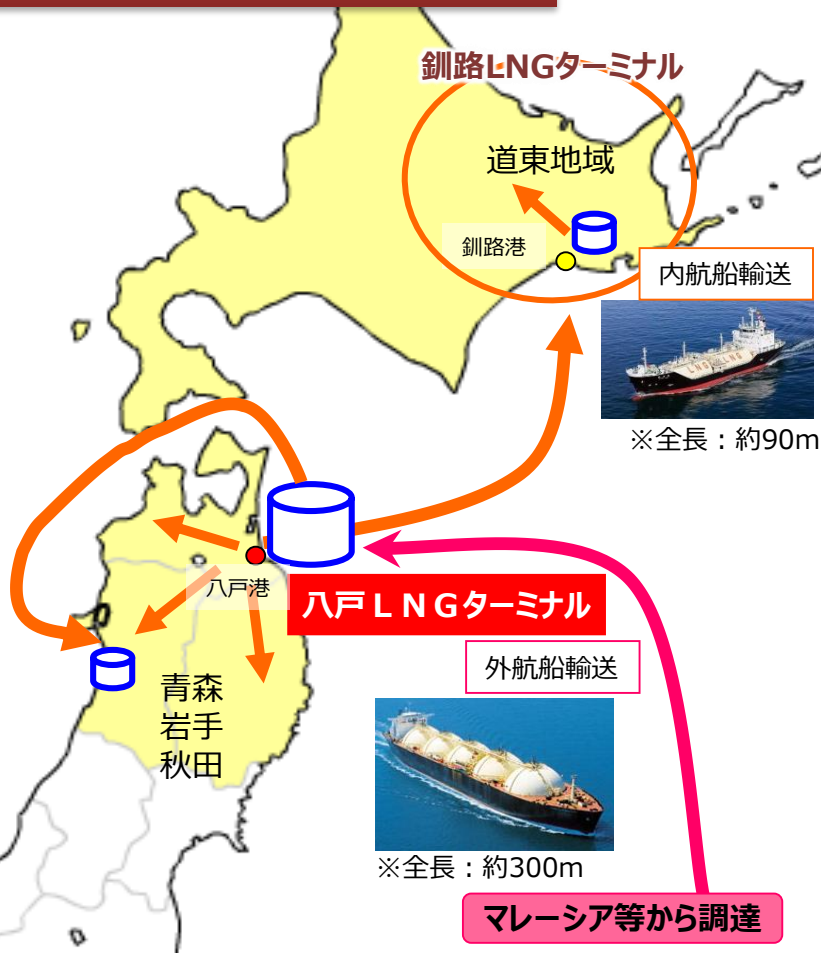 釧路LNGターミナル
道東地域
釧路港
内航船輸送
※全長：約90m
八戸港
八戸ＬＮＧターミナル
外航船輸送
青森
岩手
秋田
※全長：約300m
マレーシア等から調達